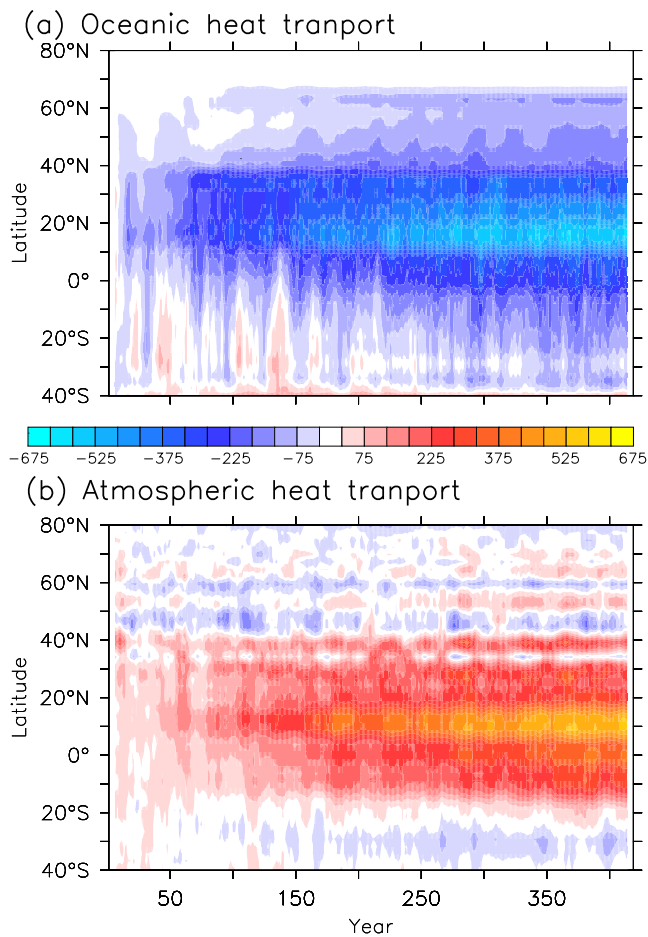 (a) Oceanic heat tranport
80°N
60°N
40°N
20°N
0°
20°S
40°S
Latitude
−675 −525 −375 −225 −75 75 225 375 525 675
(b) Atmospheric heat tranport
80°N
60°N
40°N
20°N
0°
20°S
40°S
Latitude
50 150 250 350
Year